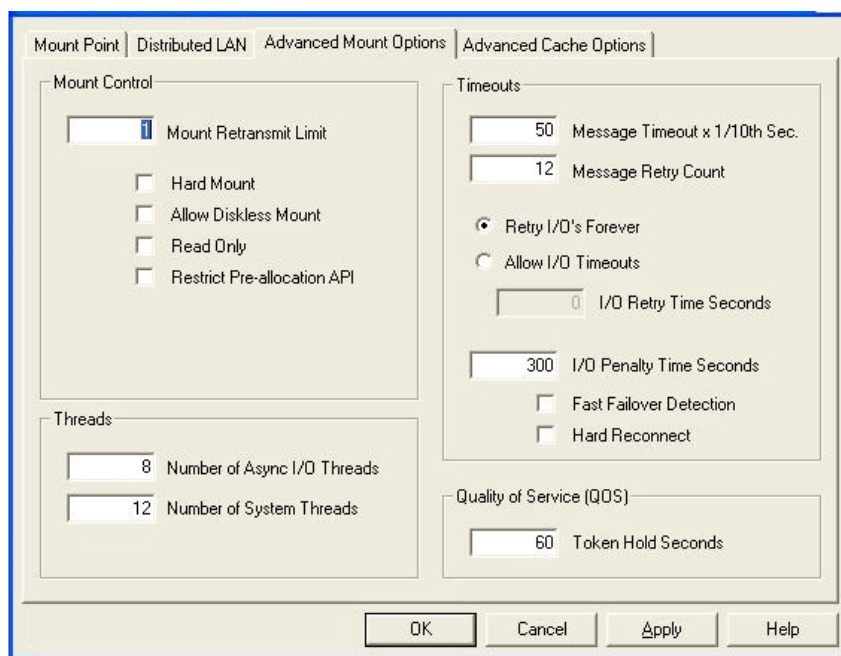 Mount Point
Distributed LAN
Advanced Mount Options
Advanced Cache Options
Mount Control
1 Mount Retransmit Limit
Hard Mount
Allow Diskless Mount
Read Only
Restrict Pre-allocation API
Threads
8 Number of Async I/O Threads
12 Number of System Threads
Timeouts
50 Message Timeout x 1/10th Sec.
12 Message Retry Count
Retry I/O's Forever
Allow I/O Timeouts
0 I/O Retry Time Seconds
300 I/O Penalty Time Seconds
Fast Failover Detection
Hard Reconnect
Quality of Service (QOS)
60 Token Hold Seconds
OK
Cancel
Apply
Help